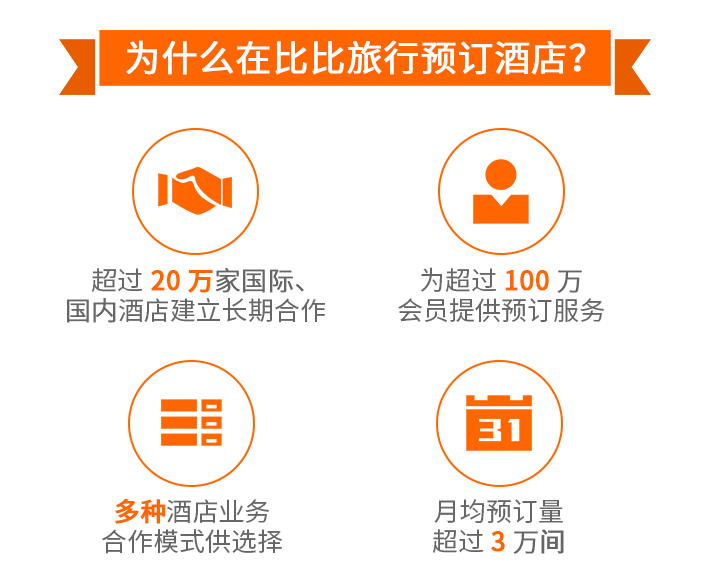 为什么在比比旅行预订酒店?
超过 20 万家国际、
国内酒店建立长期合作
为超过 100 万
会员提供预订服务
多种酒店业务
合作模式供选择
31
月均预订量
超过 3 万间